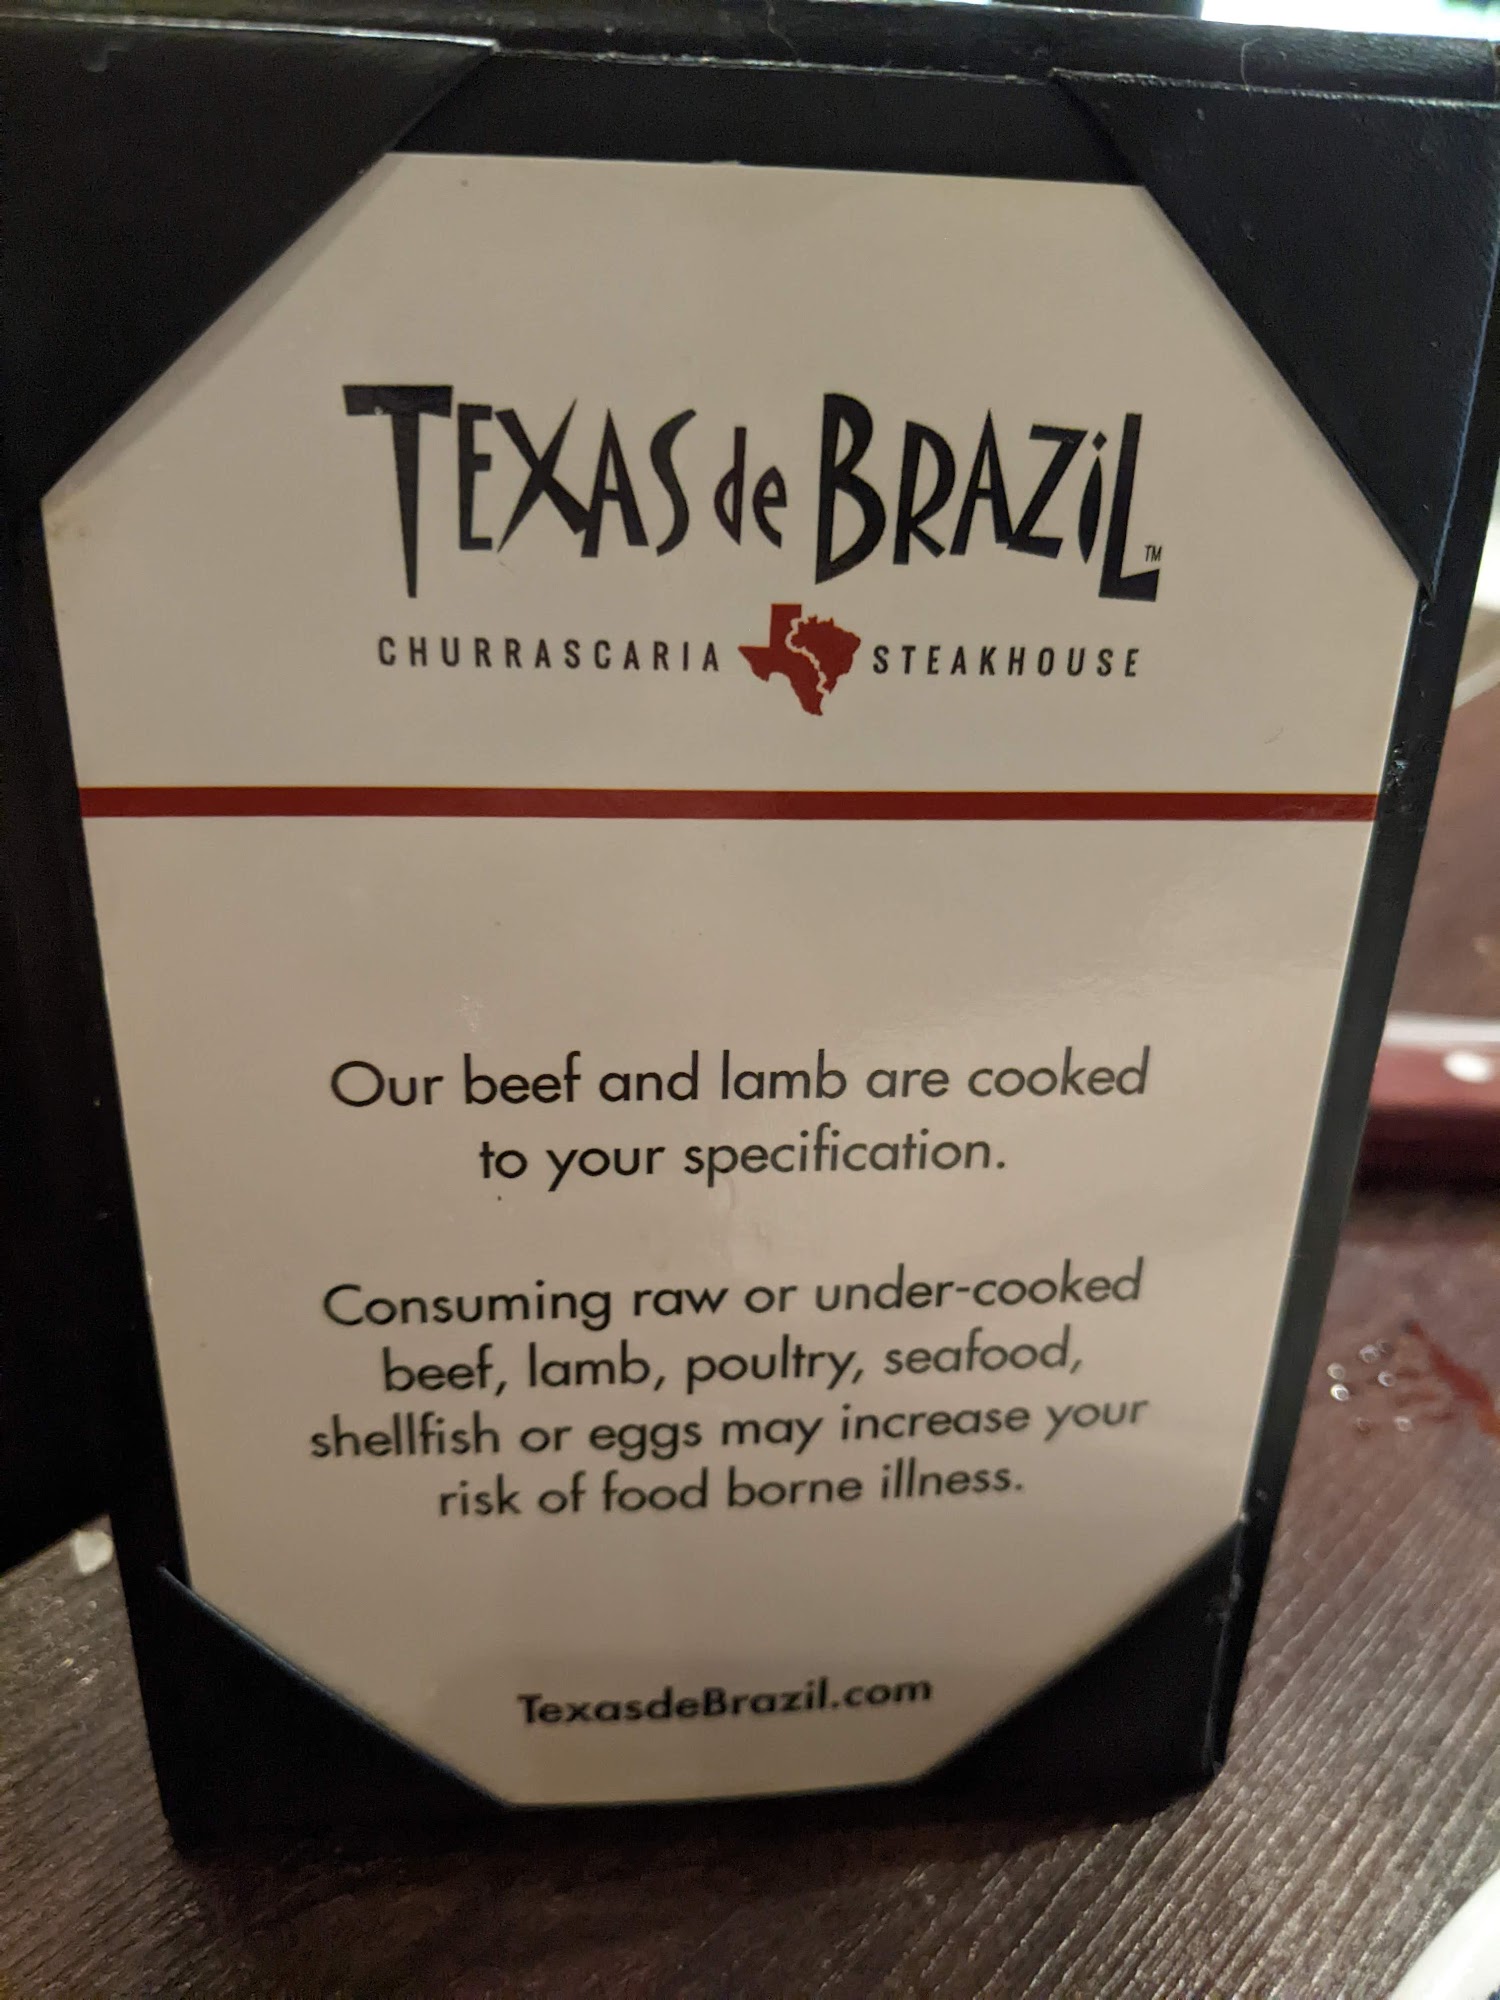 TEXAS de BRAZiL™
CHURRASCARIA STEAKHOUSE
Our beef and lamb are cooked
to your specification.
Consuming raw or under-cooked
beef, lamb, poultry, seafood,
shellfish or eggs may increase your
risk of food borne illness.
TexasdeBrazil.com